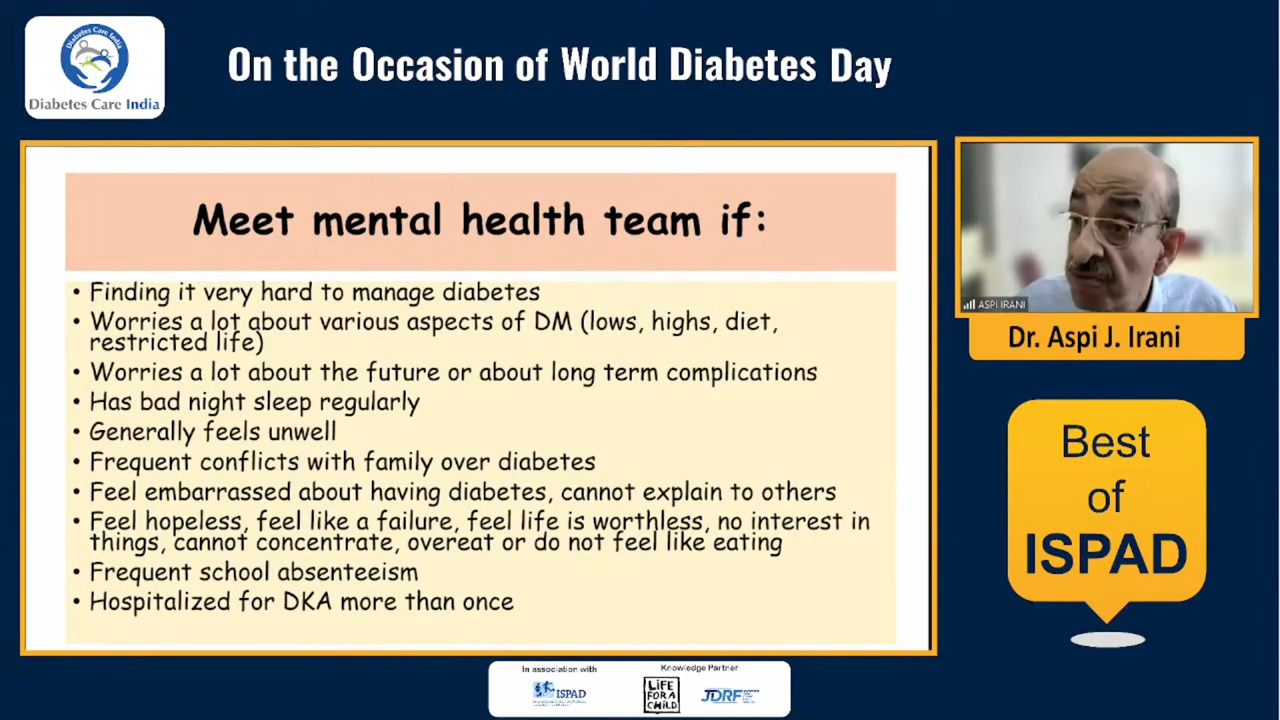 Diabetes Care India
Diabetes Care India
On the Occasion of World Diabetes Day
Meet mental health team if:
• Finding it very hard to manage diabetes
• Worries a lot about various aspects of DM (lows, highs, diet,
restricted life)
• Worries a lot about the future or about long term complications
• Has bad night sleep regularly
• Generally feels unwell
• Frequent conflicts with family over diabetes
• Feel embarrassed about having diabetes, cannot explain to others
• Feel hopeless, feel like a failure, feel life is worthless, no interest in
things, cannot concentrate, overeat or do not feel like eating
• Frequent school absenteeism
• Hospitalized for DKA more than once
ASPI IRANI
Dr. Aspi J. Irani
Best
of
ISPAD
In association with
ISPAD
Knowledge Partner
LiFE
FOR A
CHiLD
JDRF